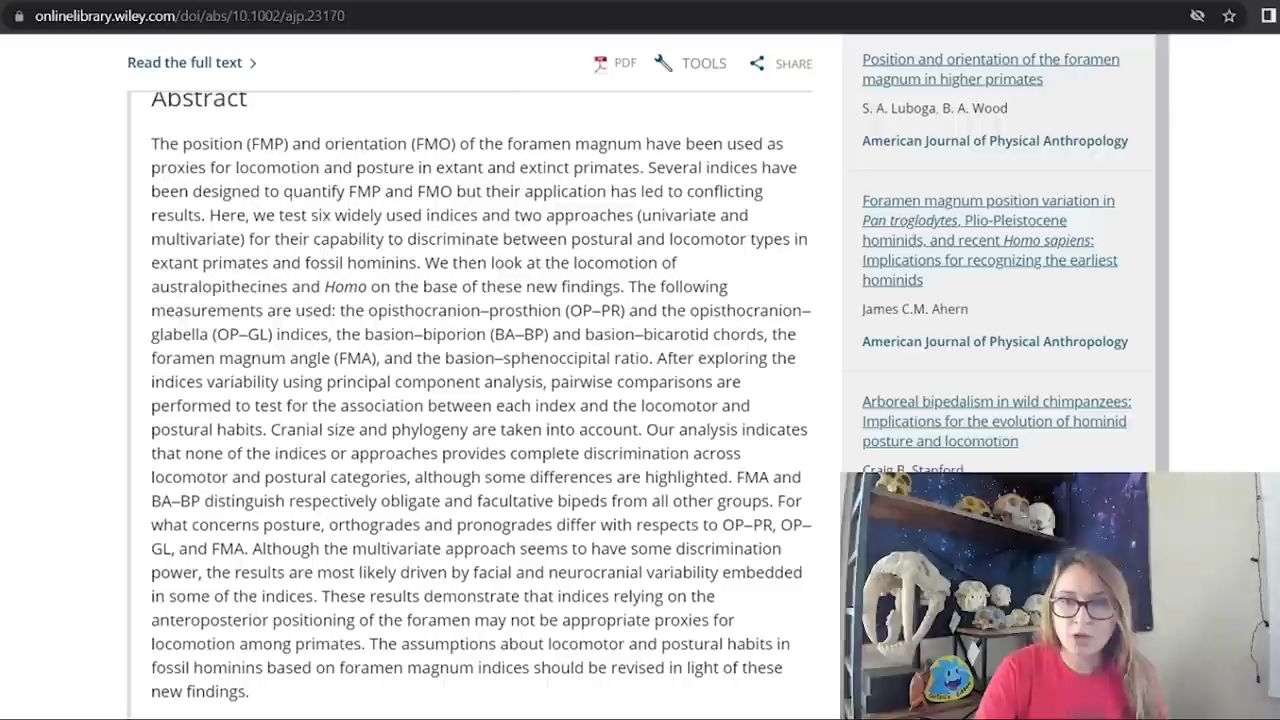 onlinelibrary.wiley.com/doi/abs/10.1002/ajp.23170
Read the full text
PDF
TOOLS
SHARE
Abstract
The position (FMP) and orientation (FMO) of the foramen magnum have been used as
proxies for locomotion and posture in extant and extinct primates. Several indices have
been designed to quantify FMP and FMO but their application has led to conflicting
results. Here, we test six widely used indices and two approaches (univariate and
multivariate) for their capability to discriminate between postural and locomotor types in
extant primates and fossil hominins. We then look at the locomotion of
australopithecines and Homo on the base of these new findings. The following
measurements are used: the opisthocranion–prosthion (OP–PR) and the opisthocranion–
glabella (OP–GL) indices, the basion–biporion (BA–BP) and basion–bicarotid chords, the
foramen magnum angle (FMA), and the basion–sphenoccipital ratio. After exploring the
indices variability using principal component analysis, pairwise comparisons are
performed to test for the association between each index and the locomotor and
postural habits. Cranial size and phylogeny are taken into account. Our analysis indicates
that none of the indices or approaches provides complete discrimination across
locomotor and postural categories, although some differences are highlighted. FMA and
BA–BP distinguish respectively obligate and facultative bipeds from all other groups. For
what concerns posture, orthogrades and pronogrades differ with respects to OP–PR, OP–
GL, and FMA. Although the multivariate approach seems to have some discrimination
power, the results are most likely driven by facial and neurocranial variability embedded
in some of the indices. These results demonstrate that indices relying on the
anteroposterior positioning of the foramen may not be appropriate proxies for
locomotion among primates. The assumptions about locomotor and postural habits in
fossil hominins based on foramen magnum indices should be revised in light of these
new findings.
Position and orientation of the foramen
magnum in higher primates
S. A. Luboga, B. A. Wood
American Journal of Physical Anthropology
Foramen magnum position variation in
Pan troglodytes, Plio-Pleistocene
hominids, and recent Homo sapiens:
Implications for recognizing the earliest
hominids
James C.M. Ahern
American Journal of Physical Anthropology
Arboreal bipedalism in wild chimpanzees:
Implications for the evolution of hominid
posture and locomotion
Craig B. Stanford